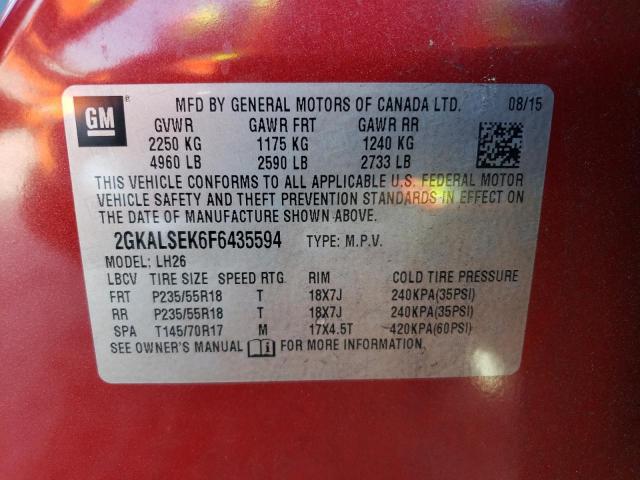 GM ® MFD BY GENERAL MOTORS OF CANADA LTD. 08/15
GVWR GAWR FRT GAWR RR
2250 KG 1175 KG 1240 KG
4960 LB 2590 LB 2733 LB
THIS VEHICLE CONFORMS TO ALL APPLICABLE U.S. FEDERAL MOTOR
VEHICLE SAFETY AND THEFT PREVENTION STANDARDS IN EFFECT ON
THE DATE OF MANUFACTURE SHOWN ABOVE.
2GKALSEK6F6435594 TYPE: M.P.V.
MODEL: LH26
LBCV TIRE SIZE SPEED RTG RIM COLD TIRE PRESSURE
FRT P235/55R18 T 18X7J 240KPA(35PSI)
RR P235/55R18 T 18X7J 240KPA(35PSI)
SPA T145/70R17 M 17X4.5T 420KPA(60PSI)
SEE OWNER'S MANUAL FOR MORE INFORMATION.